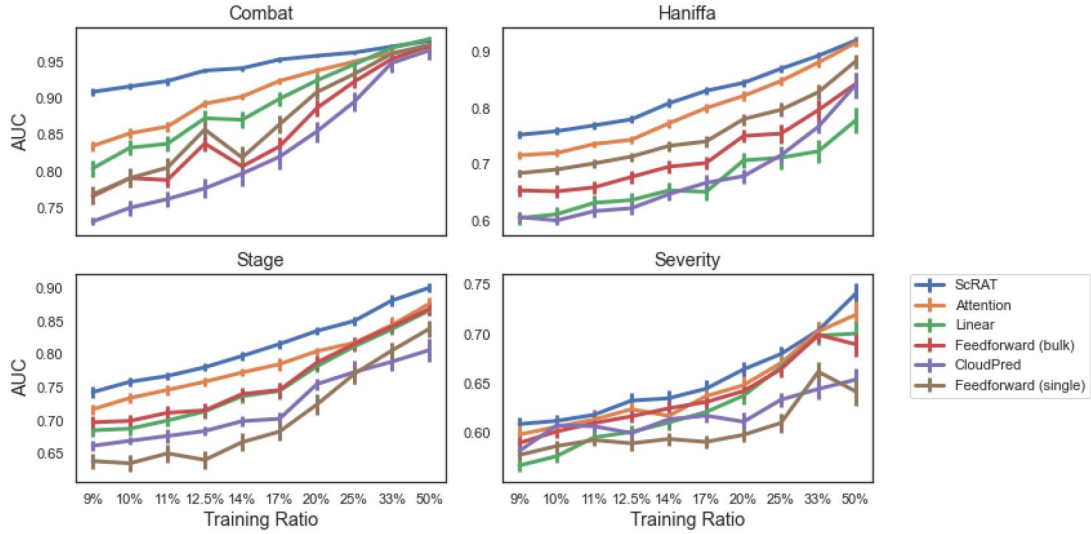 Combat
Haniffa
AUC
0.95
0.90
0.85
0.80
0.75
0.9
0.8
0.7
0.6
Stage
Severity
AUC
0.90
0.85
0.80
0.75
0.70
0.65
0.75
0.70
0.65
0.60
9% 10% 11% 12.5% 14% 17% 20% 25% 33% 50%
Training Ratio
9% 10% 11% 12.5% 14% 17% 20% 25% 33% 50%
Training Ratio
ScRAT
Attention
Linear
Feedforward (bulk)
CloudPred
Feedforward (single)